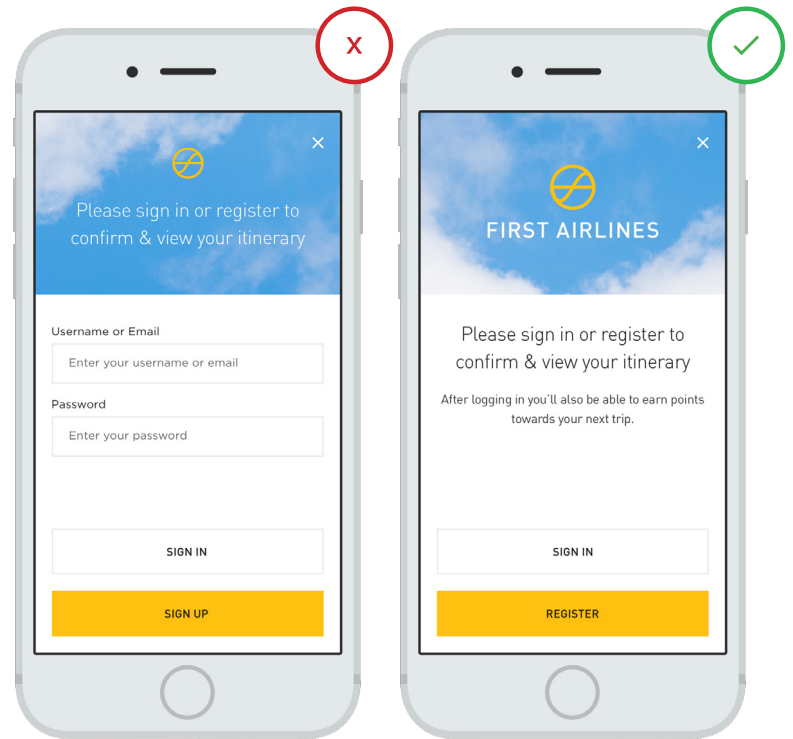 X
Please sign in or register to
confirm & view your itinerary
Username or Email
Enter your username or email
Password
Enter your password
SIGN IN
SIGN UP
FIRST AIRLINES
Please sign in or register to
confirm & view your itinerary
After logging in you'll also be able to earn points
towards your next trip.
SIGN IN
REGISTER